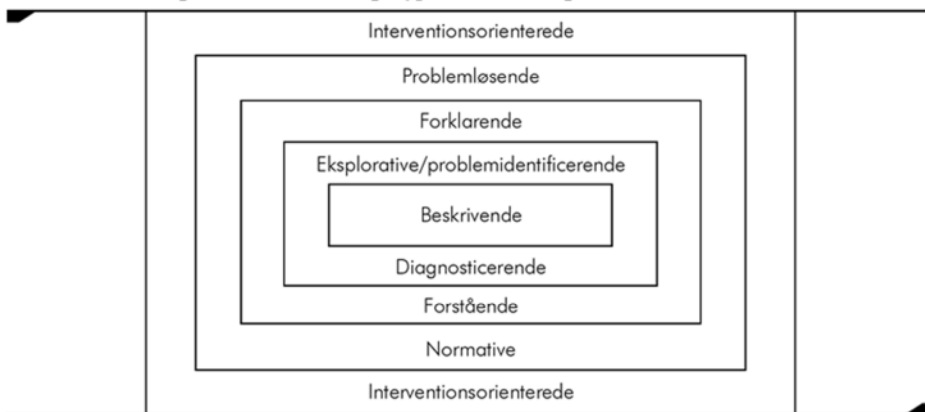 Interventionsorienterede
Problemløsende
Forklarende
Eksplorative/problemidentificerende
Beskrivende
Diagnosticerende
Forstående
Normative
Interventionsorienterede